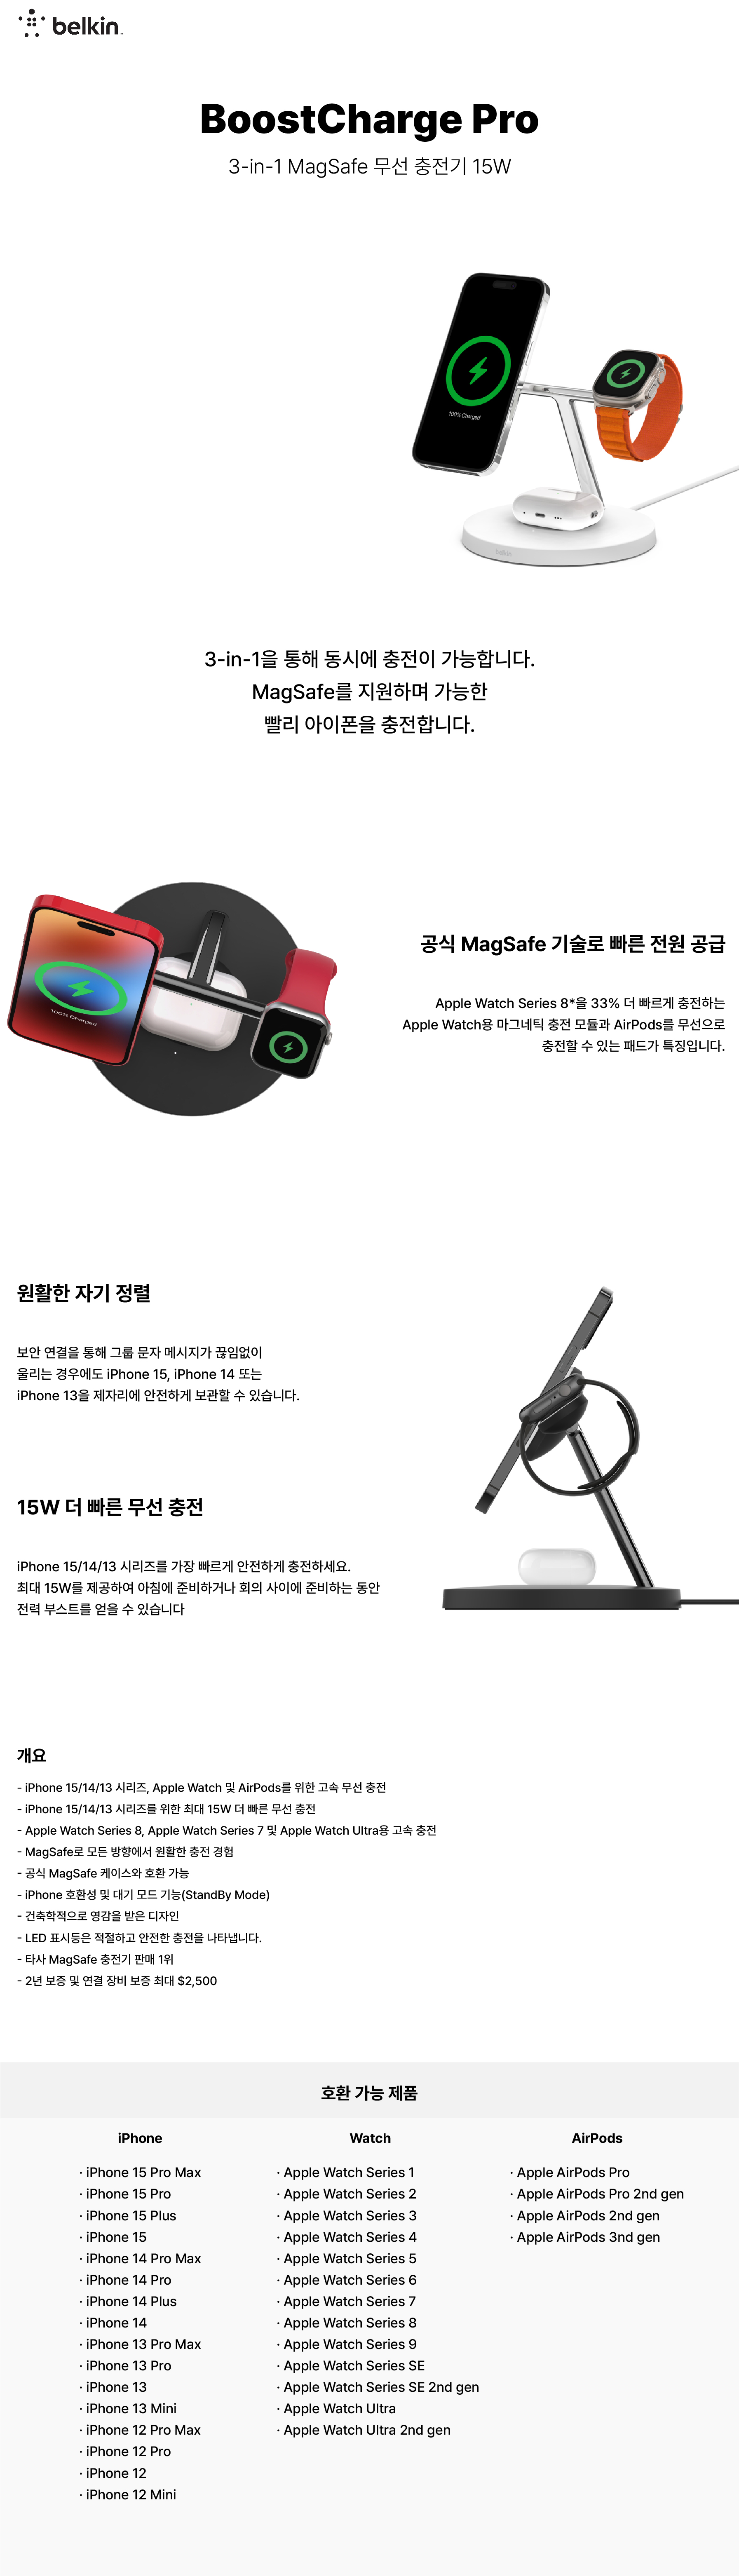 belkin
BoostCharge Pro
3-in-1 MagSafe 무선 충전기 15W
100% Charged
belkin
3-in-1을 통해 동시에 충전이 가능합니다.
MagSafe를 지원하며 가능한
빨리 아이폰을 충전합니다.
100% Charged
공식 MagSafe 기술로 빠른 전원 공급
Apple Watch Series 8*을 33% 더 빠르게 충전하는
Apple Watch용 마그네틱 충전 모듈과 AirPods를 무선으로
충전할 수 있는 패드가 특징입니다.
원활한 자기 정렬
보안 연결을 통해 그룹 문자 메시지가 끊임없이
울리는 경우에도 iPhone 15, iPhone 14 또는
iPhone 13을 제자리에 안전하게 보관할 수 있습니다.
15W 더 빠른 무선 충전
iPhone 15/14/13 시리즈를 가장 빠르게 안전하게 충전하세요.
최대 15W를 제공하여 아침에 준비하거나 회의 사이에 준비하는 동안
전력 부스트를 얻을 수 있습니다
개요
- iPhone 15/14/13 시리즈, Apple Watch 및 AirPods를 위한 고속 무선 충전
- iPhone 15/14/13 시리즈를 위한 최대 15W 더 빠른 무선 충전
- Apple Watch Series 8, Apple Watch Series 7 및 Apple Watch Ultra용 고속 충전
- MagSafe로 모든 방향에서 원활한 충전 경험
- 공식 MagSafe 케이스와 호환 가능
- iPhone 호환성 및 대기 모드 기능(StandBy Mode)
- 건축학적으로 영감을 받은 디자인
- LED 표시등은 적절하고 안전한 충전을 나타냅니다.
- 타사 MagSafe 충전기 판매 1위
- 2년 보증 및 연결 장비 보증 최대 $2,500
호환 가능 제품
iPhone
· iPhone 15 Pro Max
· iPhone 15 Pro
· iPhone 15 Plus
· iPhone 15
· iPhone 14 Pro Max
· iPhone 14 Pro
· iPhone 14 Plus
· iPhone 14
· iPhone 13 Pro Max
· iPhone 13 Pro
· iPhone 13
· iPhone 13 Mini
· iPhone 12 Pro Max
· iPhone 12 Pro
· iPhone 12
· iPhone 12 Mini
Watch
· Apple Watch Series 1
· Apple Watch Series 2
· Apple Watch Series 3
· Apple Watch Series 4
· Apple Watch Series 5
· Apple Watch Series 6
· Apple Watch Series 7
· Apple Watch Series 8
· Apple Watch Series 9
· Apple Watch Series SE
· Apple Watch Series SE 2nd gen
· Apple Watch Ultra
· Apple Watch Ultra 2nd gen
AirPods
· Apple AirPods Pro
· Apple AirPods Pro 2nd gen
· Apple AirPods 2nd gen
· Apple AirPods 3nd gen